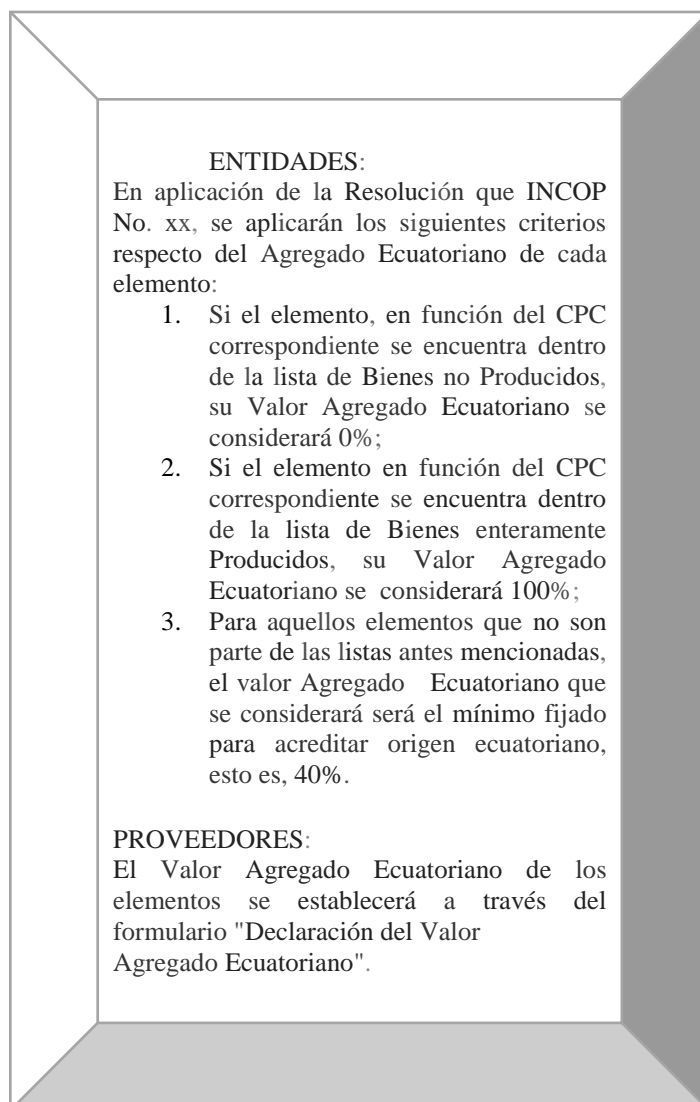 ENTIDADES:
En aplicación de la Resolución que INCOP
No. xx, se aplicarán los siguientes criterios
respecto del Agregado Ecuatoriano de cada
elemento:
1. Si el elemento, en función del CPC
correspondiente se encuentra dentro
de la lista de Bienes no Producidos,
su Valor Agregado Ecuatoriano se
considerará 0%;
2. Si el elemento en función del CPC
correspondiente se encuentra dentro
de la lista de Bienes enteramente
Producidos, su Valor Agregado
Ecuatoriano se considerará 100%;
3. Para aquellos elementos que no son
parte de las listas antes mencionadas,
el valor Agregado Ecuatoriano que
se considerará será el mínimo fijado
para acreditar origen ecuatoriano,
esto es, 40%.
PROVEEDORES:
El Valor Agregado Ecuatoriano de los
elementos se establecerá a través del
formulario "Declaración del Valor
Agregado Ecuatoriano".